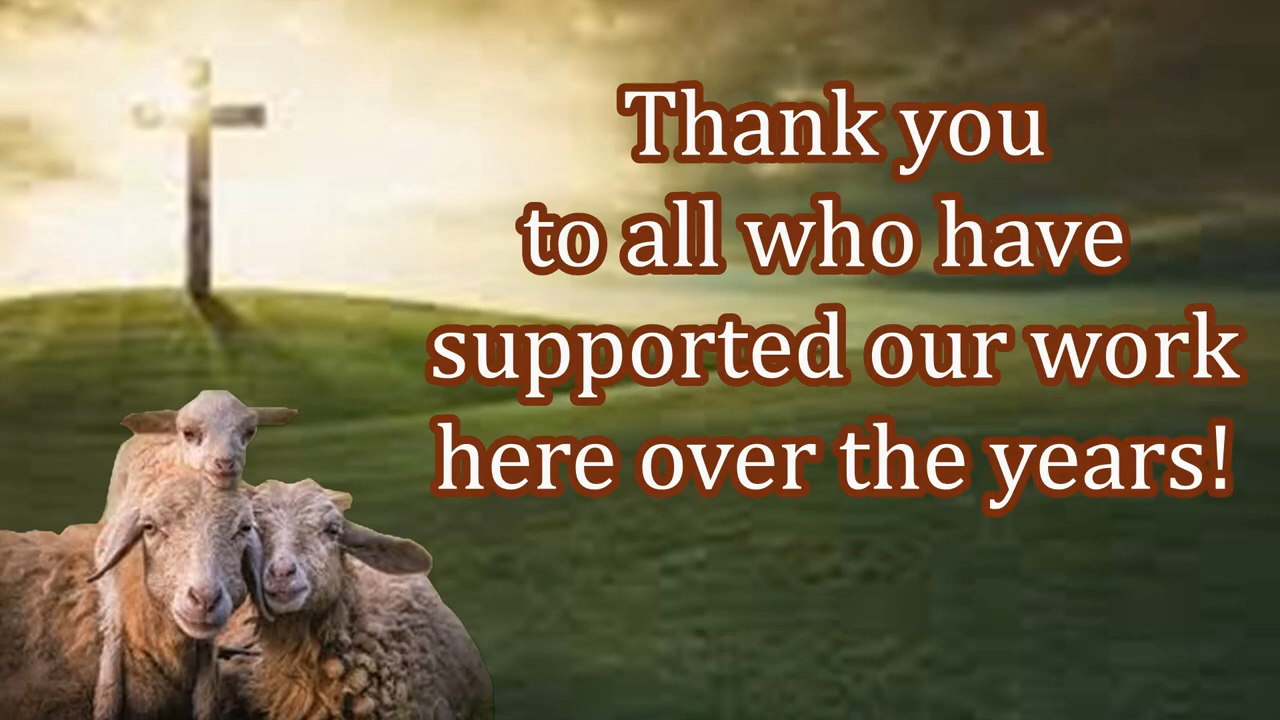 Thank you
to all who have
supported our work
here over the years!